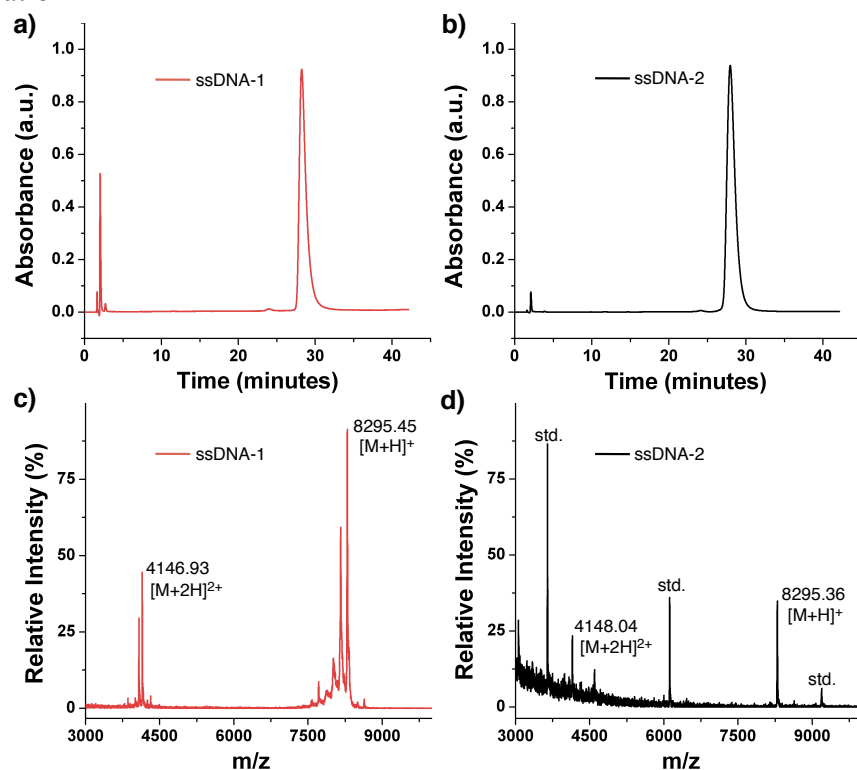 a)
Absorbance (a.u.)
1.0
0.8
0.6
0.4
0.2
0.0
ssDNA-1
0 10 20 30 40
Time (minutes)
b)
Absorbance (a.u.)
1.0
0.8
0.6
0.4
0.2
0.0
ssDNA-2
0 10 20 30 40
Time (minutes)
c)
Relative Intensity (%)
75
50
25
0
ssDNA-1
8295.45
[M+H]+
4146.93
[M+2H]2+
3000 4500 6000 7500 9000
m/z
d)
Relative Intensity (%)
75
50
25
0
std.
ssDNA-2
std.
4148.04
[M+2H]2+
8295.36
[M+H]+
std.
3000 4500 6000 7500 9000
m/z